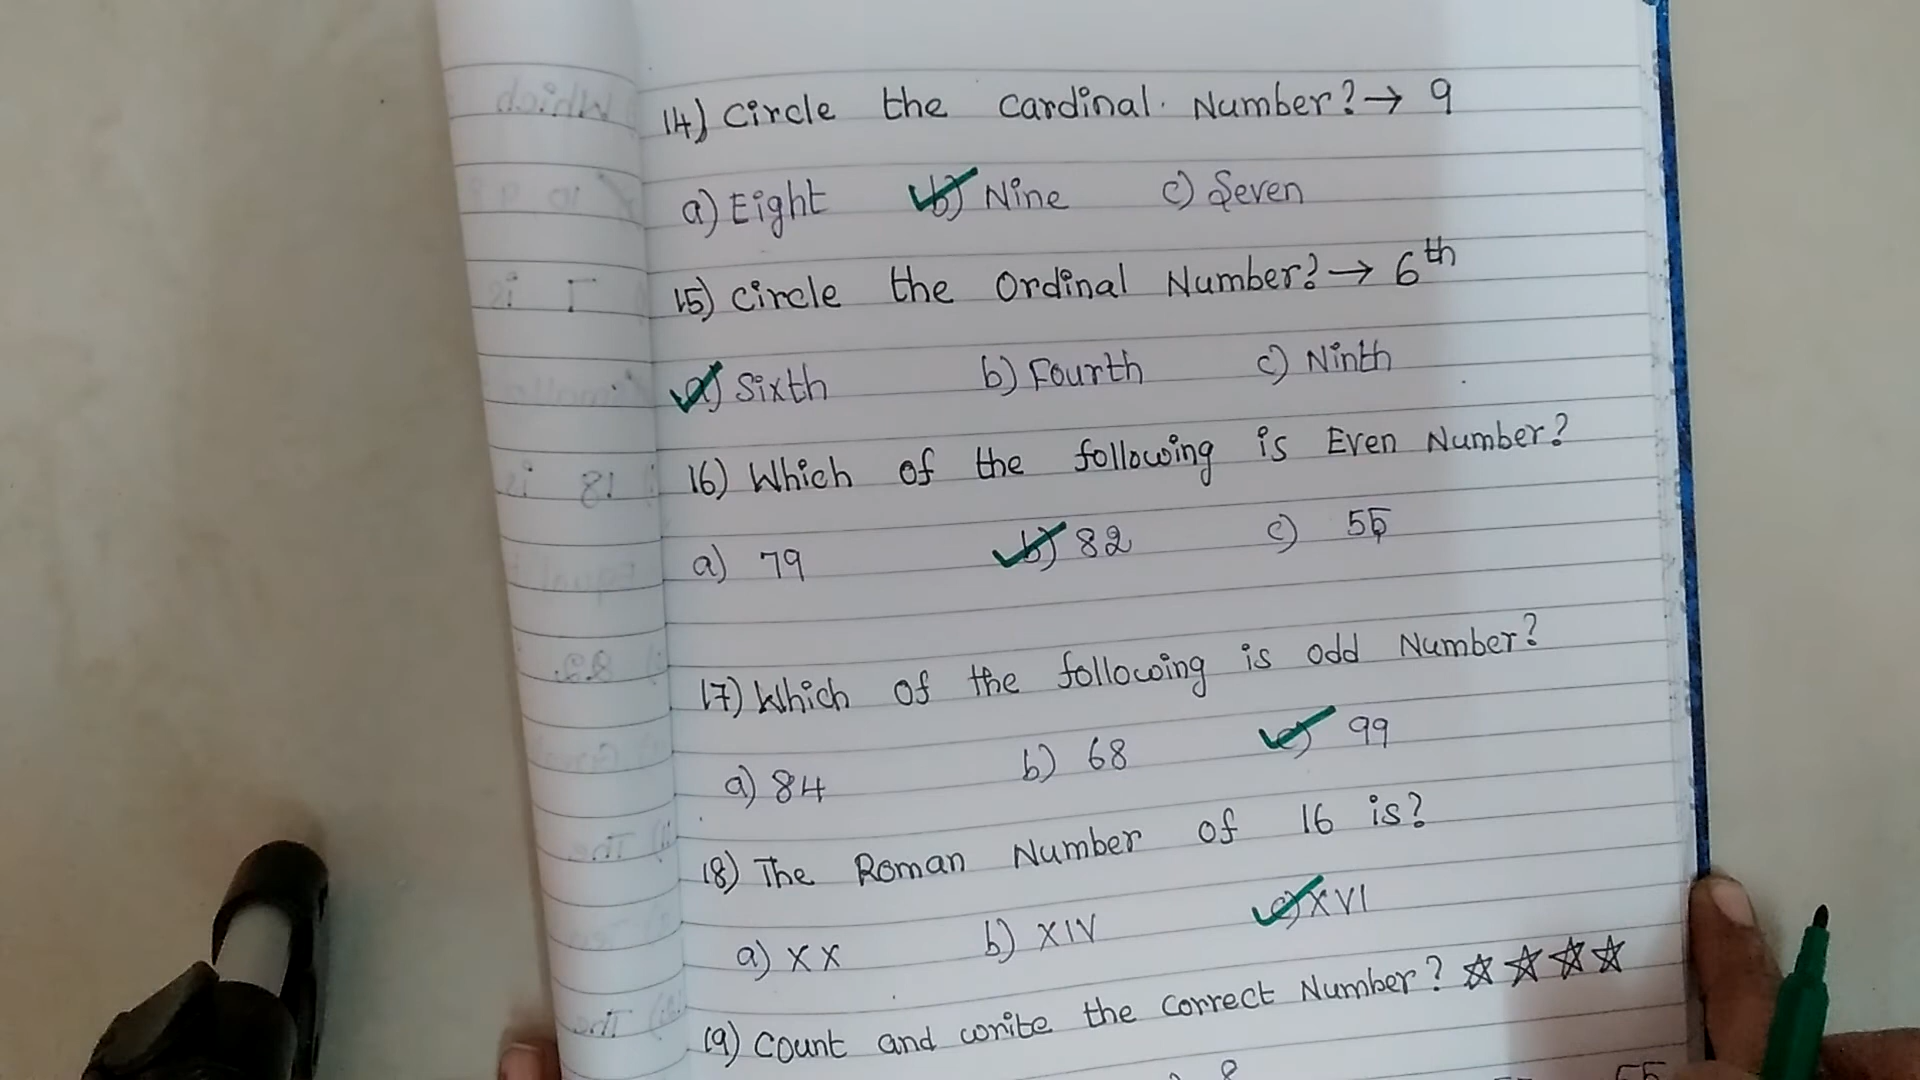 14) Circle the Cardinal Number? → 9
a) Eight b) Nine c) Seven
15) Circle the Ordinal Number? → 6th
a) Sixth b) Fourth c) Ninth
16) Which of the following is Even Number?
a) 79 b) 82 c) 55
17) Which of the following is odd Number?
a) 84 b) 68 c) 99
18) The Roman Number of 16 is?
a) XX b) XIV c) XVI
19) Count and write the Correct Number? ☆ ☆ ☆ ☆